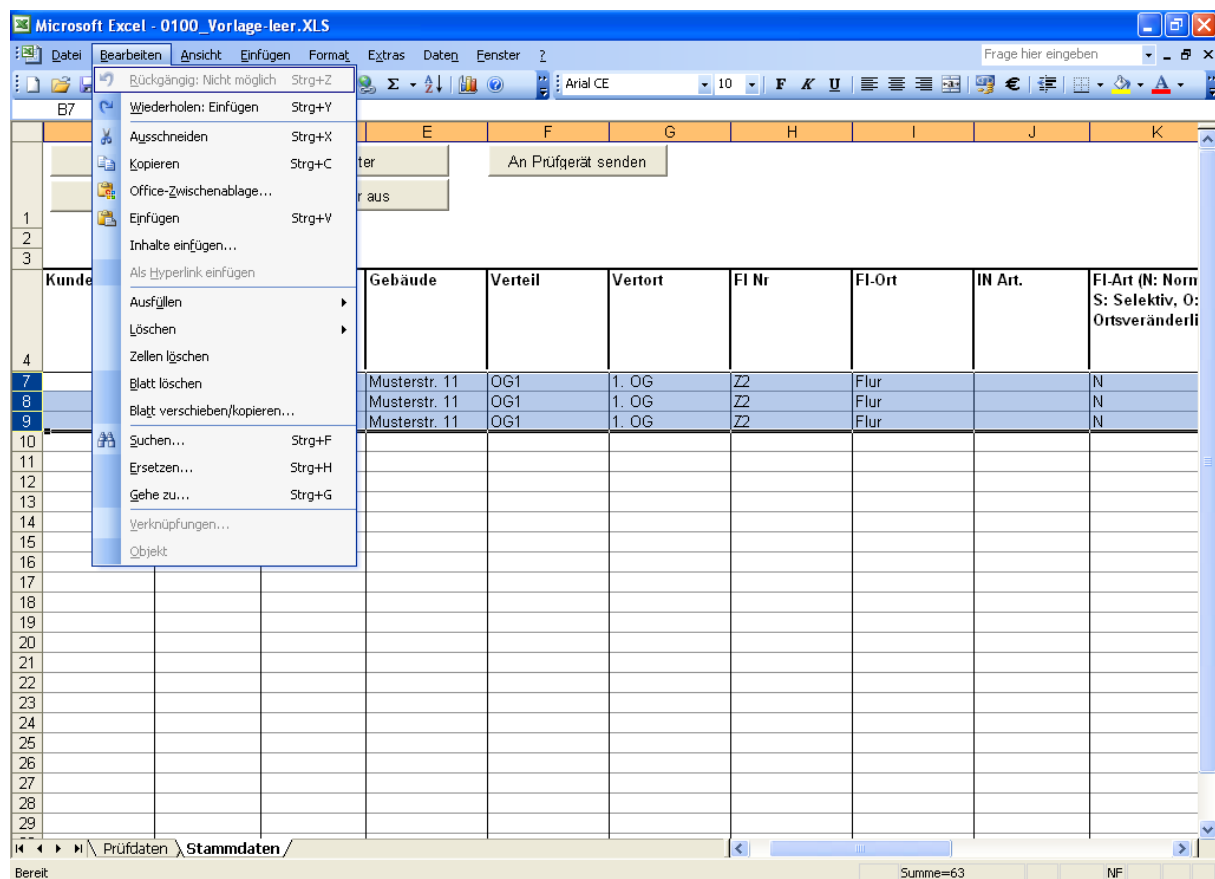 Microsoft Excel - 0100_Vorlage-leer.XLS
Datei Bearbeiten Ansicht Einfügen Format Extras Daten Fenster ? Frage hier eingeben
Arial CE 10 F K U
B7
Rückgängig: Nicht möglich Strg+Z
Wiederholen: Einfügen Strg+Y
Ausschneiden Strg+X
Kopieren Strg+C
Office-Zwischenablage...
Einfügen Strg+V
Inhalte einfügen...
Als Hyperlink einfügen
Ausfüllen
Löschen
Zellen löschen
Blatt löschen
Blatt verschieben/kopieren...
Suchen... Strg+F
Ersetzen... Strg+H
Gehe zu... Strg+G
Verknüpfungen...
Objekt
E F G H I J K
ter An Prüfgerät senden
r aus
1
2
3
4 Kunde Gebäude Verteil Vertort FI Nr FI-Ort IN Art. FI-Art (N: Norm
S: Selektiv, O:
Ortsveränderli
7 Musterstr. 11 OG1 1. OG Z2 Flur N
8 Musterstr. 11 OG1 1. OG Z2 Flur N
9 Musterstr. 11 OG1 1. OG Z2 Flur N
10
11
12
13
14
15
16
17
18
19
20
21
22
23
24
25
26
27
28
29
Prüfdaten Stammdaten
Bereit Summe=63 NF